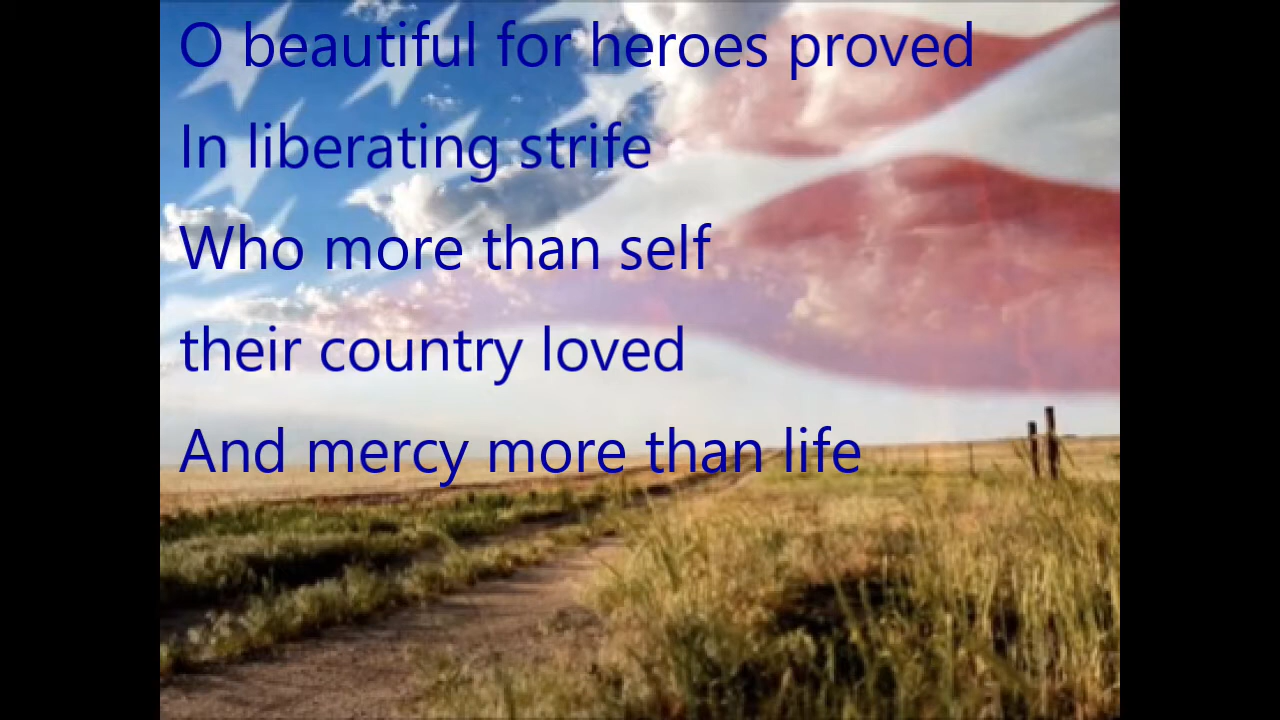 O beautiful for heroes proved
In liberating strife
Who more than self
their country loved
And mercy more than life